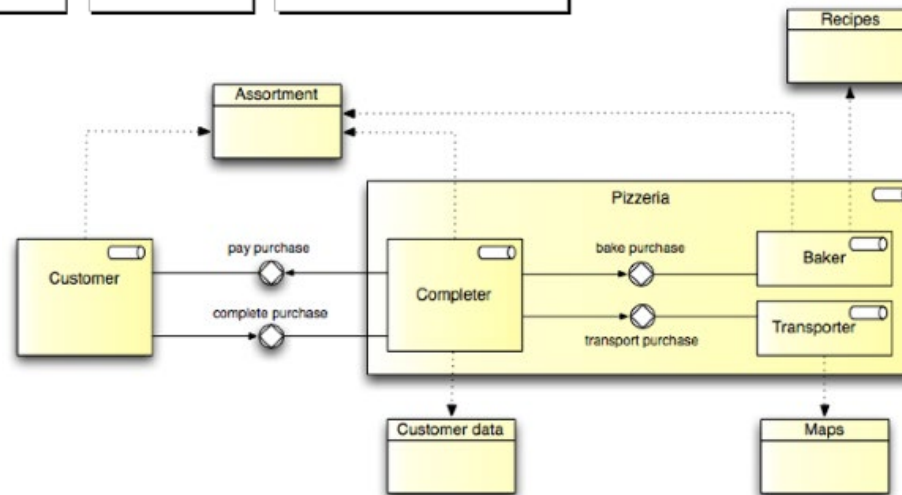 Recipes
Assortment
Pizzeria
pay purchase
bake purchase
Customer
Completer
Baker
complete purchase
Transporter
transport purchase
Customer data
Maps